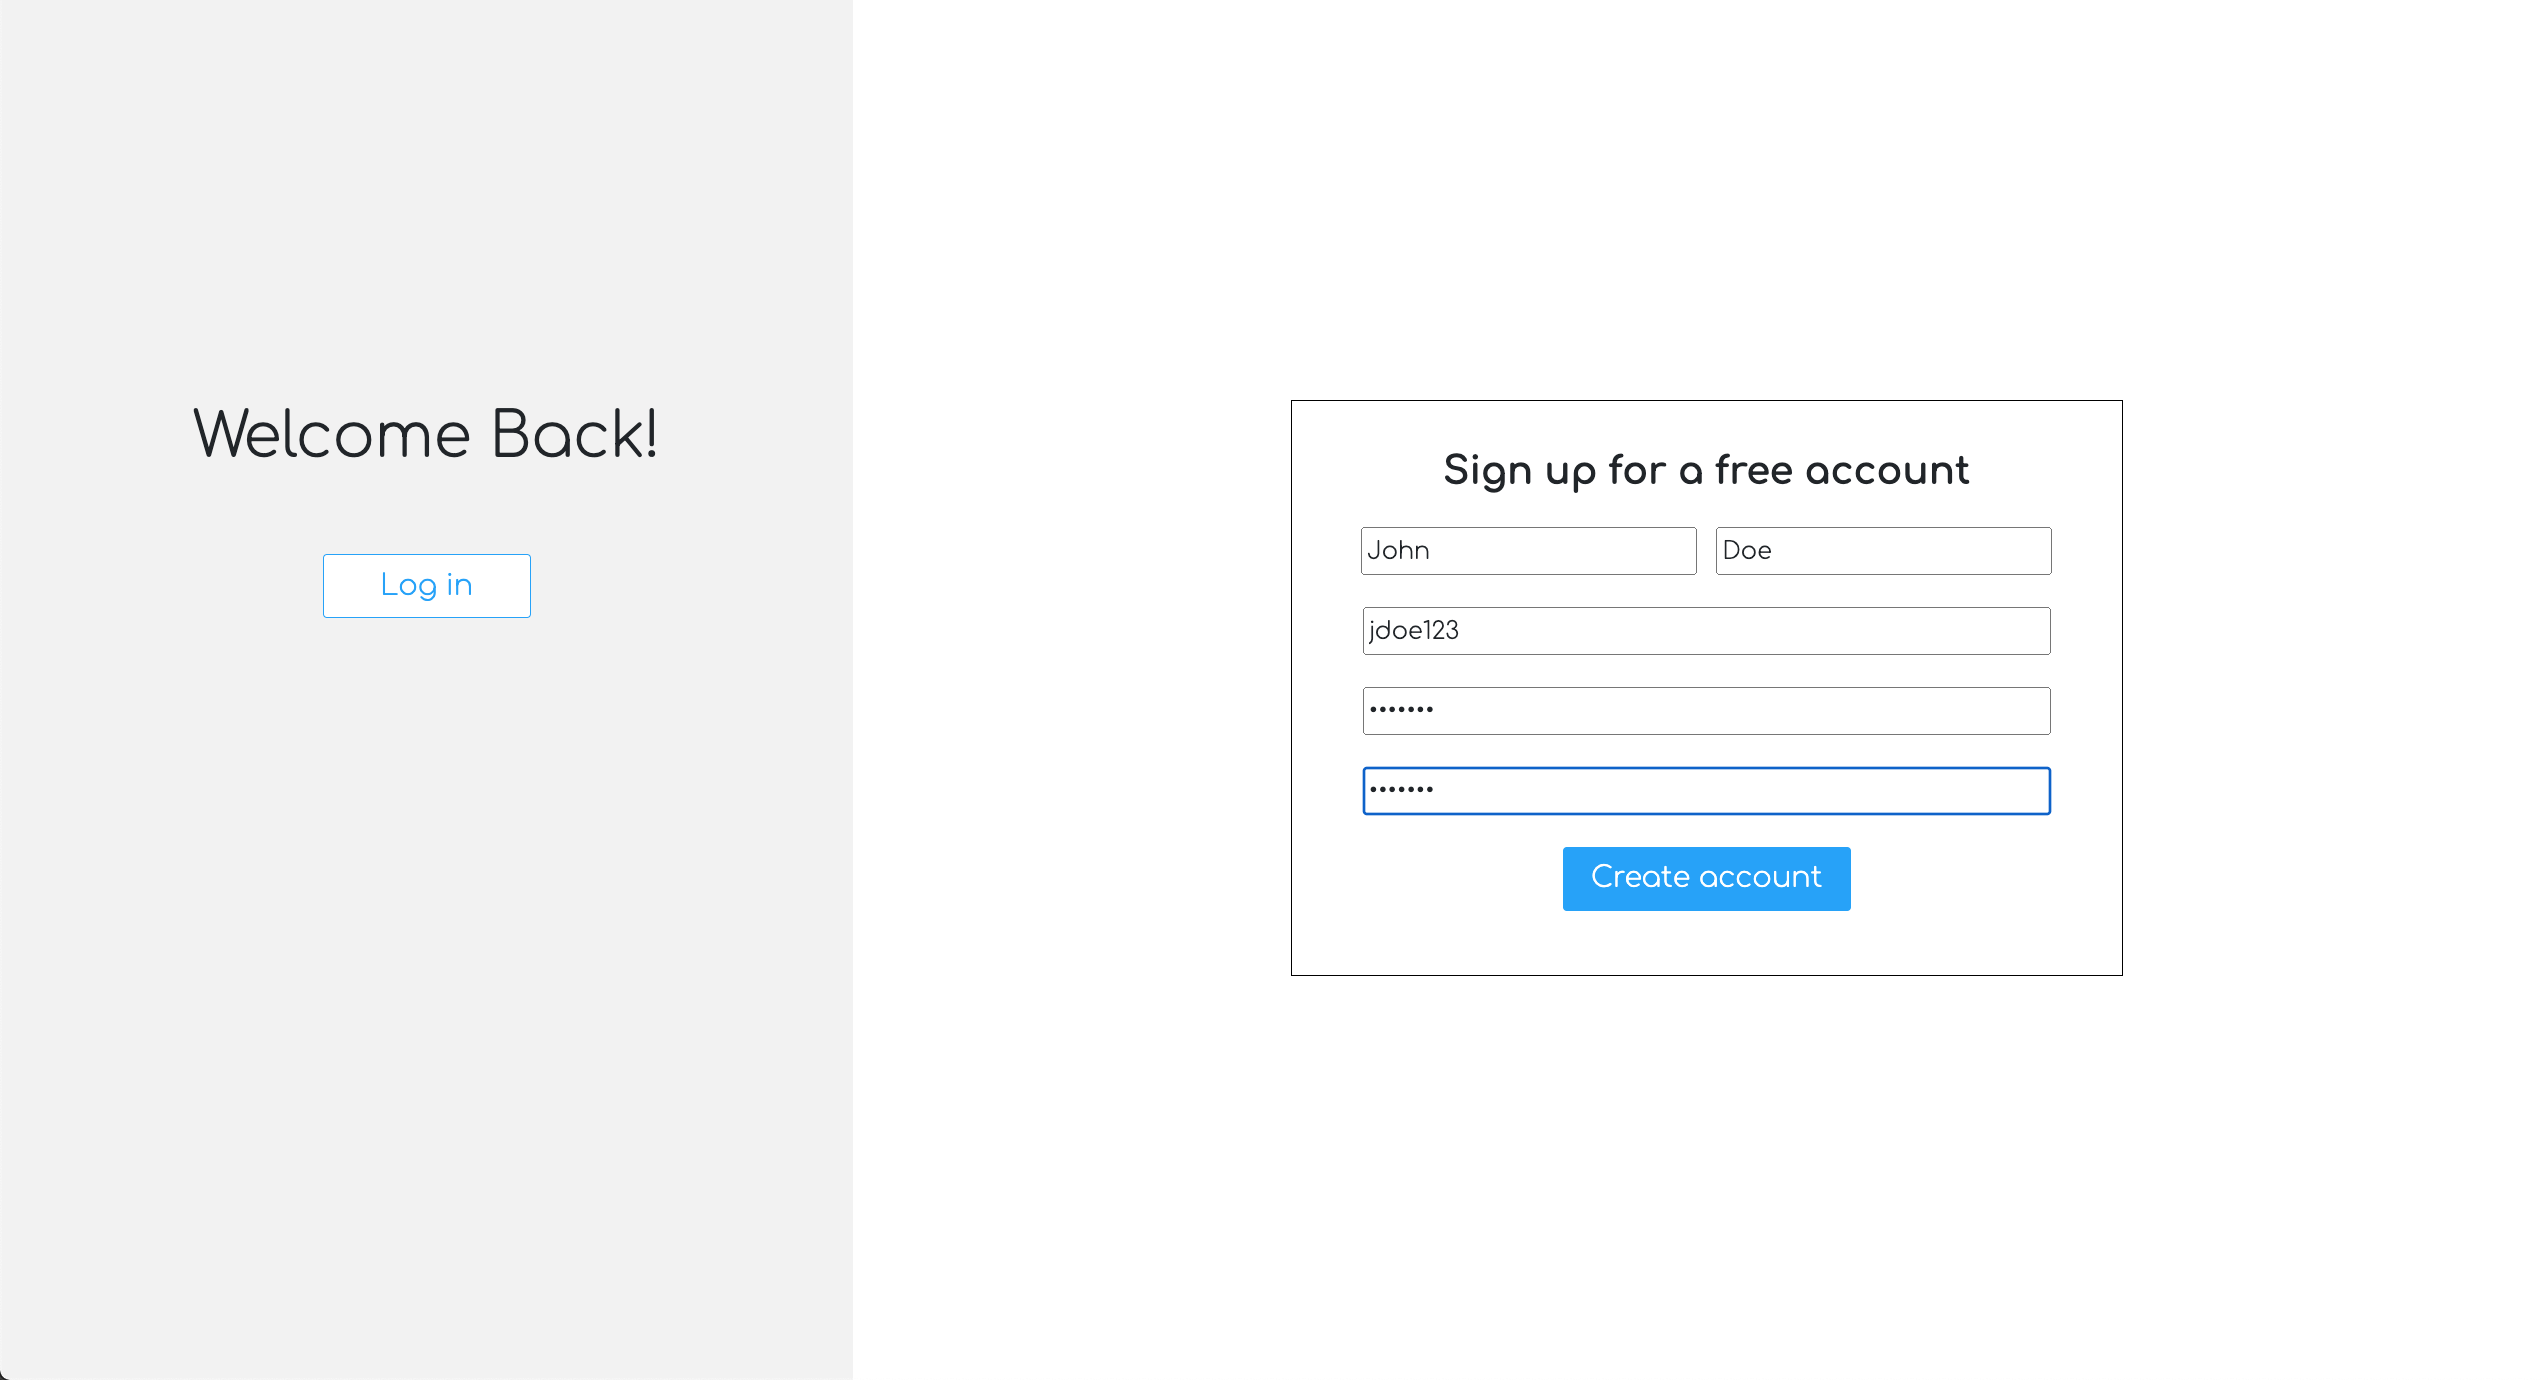 Welcome Back!
Log in
Sign up for a free account
John Doe
jdoe123
•••••••
•••••••
Create account